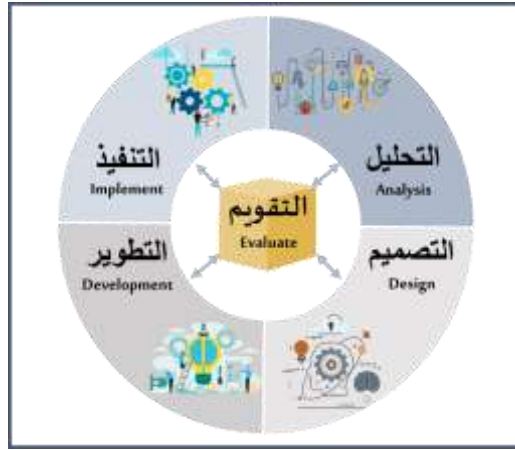 التحليل
Analysis
التصميم
Design
التطوير
Development
التنفيذ
Implement
التقويم
Evaluate